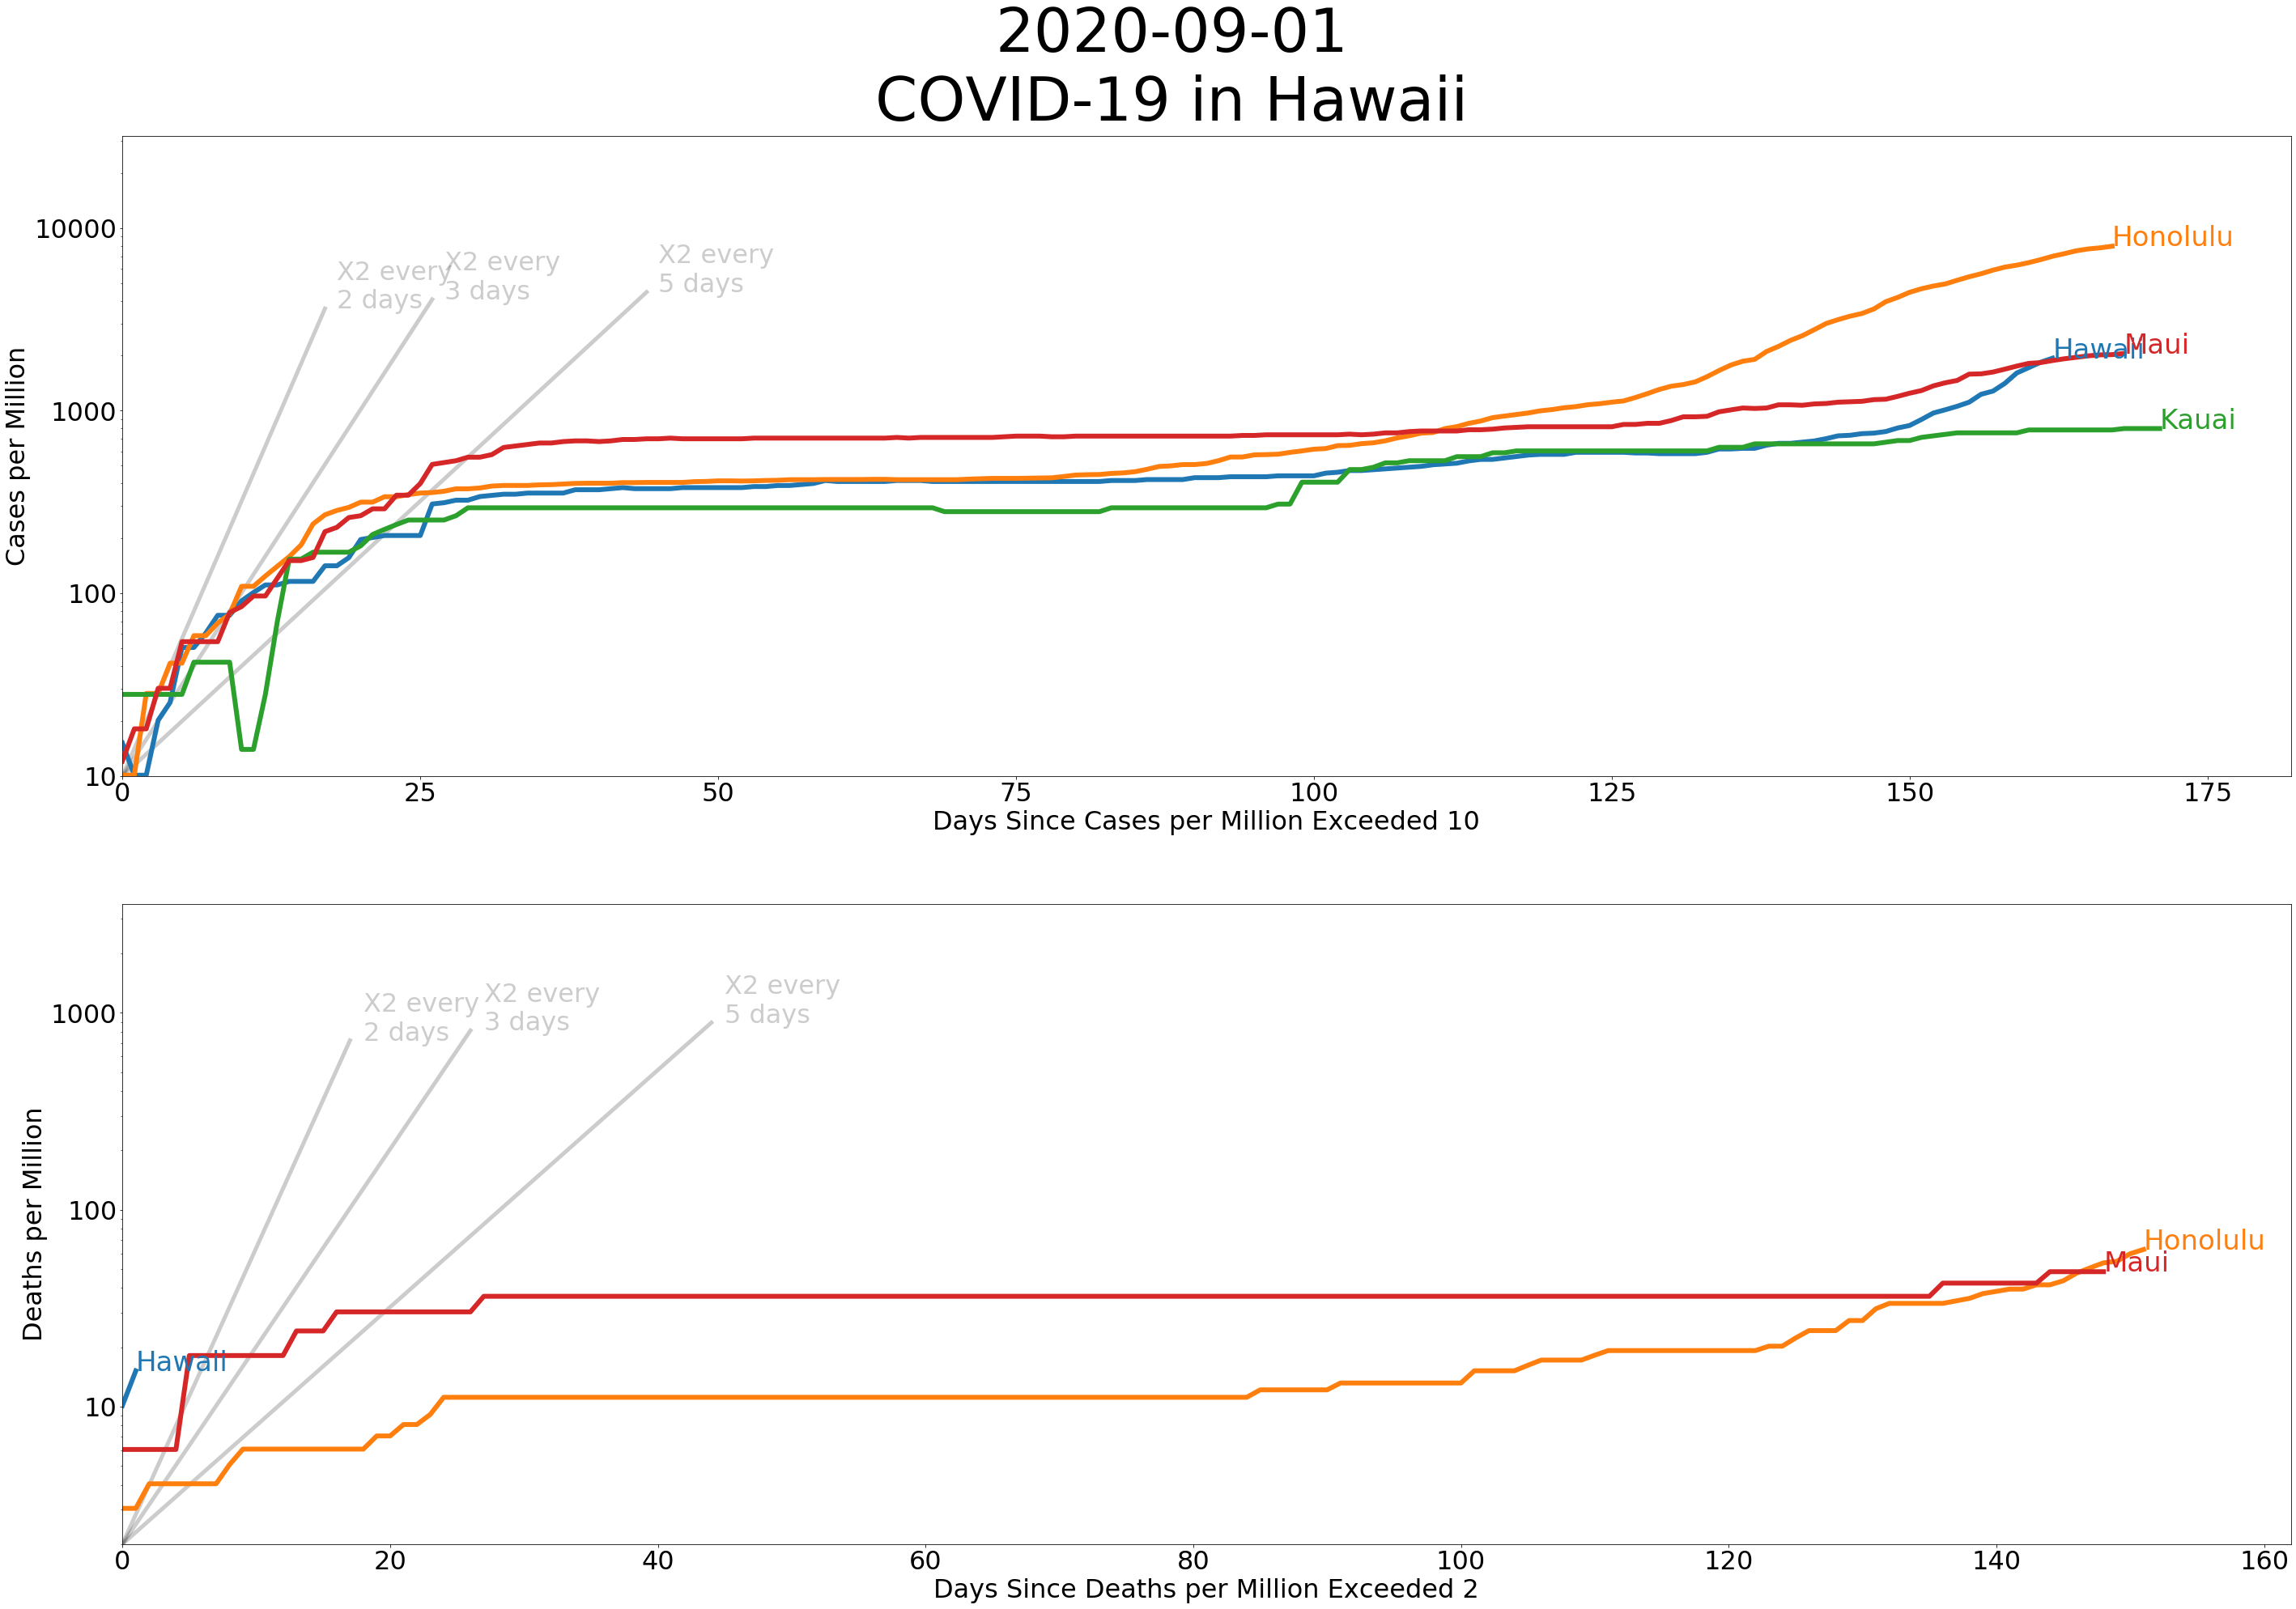 2020-09-01
COVID-19 in Hawaii
Cases per Million
10000
1000
100
10
X2 every
2 days
X2 every
3 days
X2 every
5 days
Honolulu
Hawaii
Maui
Kauai
0 25 50 75 100 125 150 175
Days Since Cases per Million Exceeded 10
Deaths per Million
1000
100
10
X2 every
2 days
X2 every
3 days
X2 every
5 days
Honolulu
Maui
Hawaii
0 20 40 60 80 100 120 140 160
Days Since Deaths per Million Exceeded 2